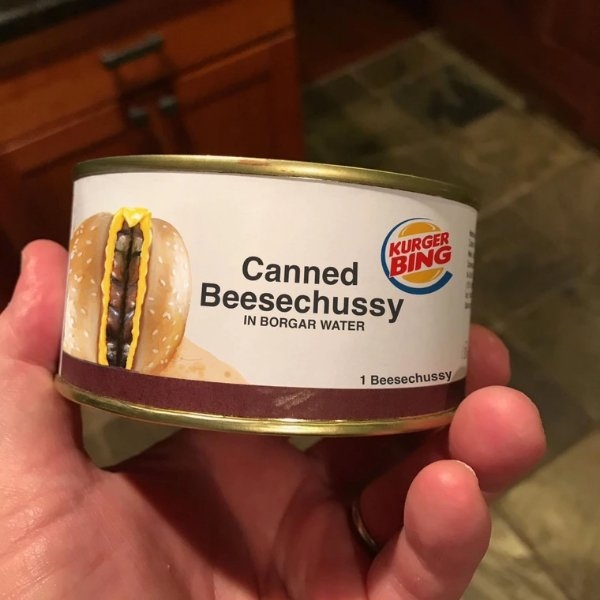 Canned
Beesechussy
IN BORGAR WATER
KURGER
BING
1 Beesechussy